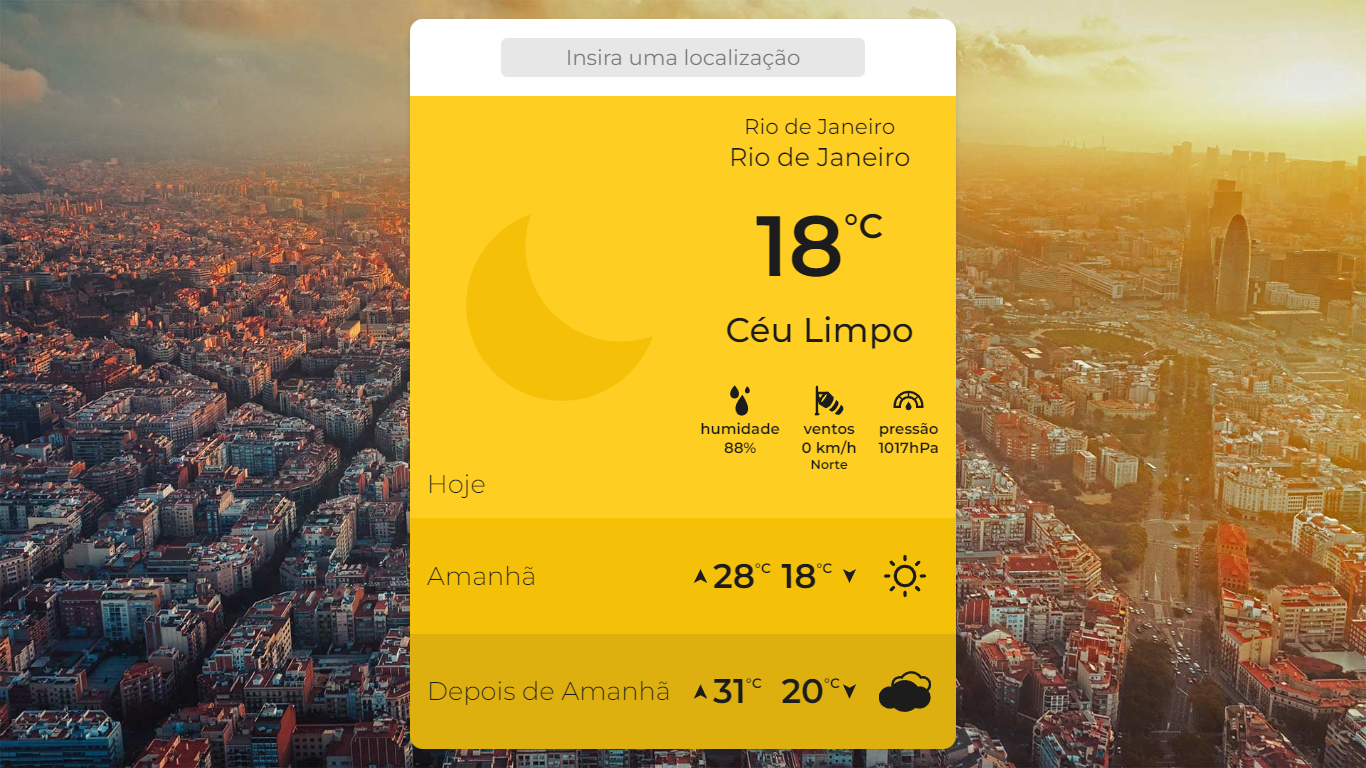 Insira uma localização
Rio de Janeiro
Rio de Janeiro
18°C
Céu Limpo
humidade ventos pressão
88% 0 km/h 1017hPa
Norte
Hoje
Amanhã 28°C 18°C
Depois de Amanhã 31°C 20°C